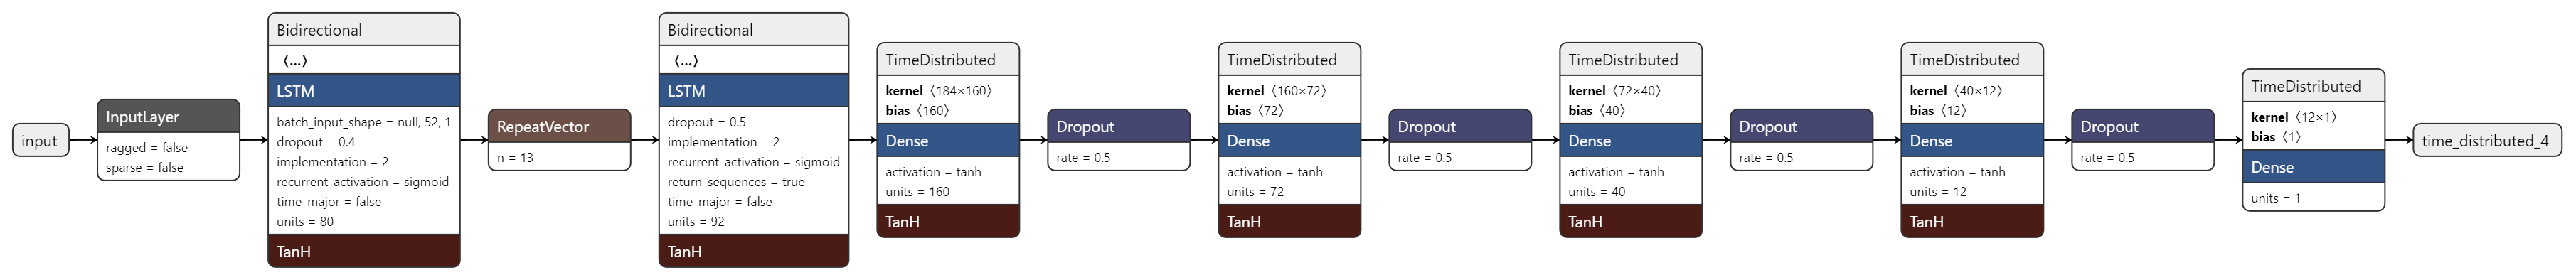 input
InputLayer
ragged = false
sparse = false
Bidirectional
⟨...⟩
LSTM
batch_input_shape = null, 52, 1
dropout = 0.4
implementation = 2
recurrent_activation = sigmoid
time_major = false
units = 80
TanH
RepeatVector
n = 13
Bidirectional
⟨...⟩
LSTM
dropout = 0.5
implementation = 2
recurrent_activation = sigmoid
return_sequences = true
time_major = false
units = 92
TanH
TimeDistributed
kernel ⟨184×160⟩
bias ⟨160⟩
Dense
activation = tanh
units = 160
TanH
Dropout
rate = 0.5
TimeDistributed
kernel ⟨160×72⟩
bias ⟨72⟩
Dense
activation = tanh
units = 72
TanH
Dropout
rate = 0.5
TimeDistributed
kernel ⟨72×40⟩
bias ⟨40⟩
Dense
activation = tanh
units = 40
TanH
Dropout
rate = 0.5
TimeDistributed
kernel ⟨40×12⟩
bias ⟨12⟩
Dense
activation = tanh
units = 12
TanH
Dropout
rate = 0.5
TimeDistributed
kernel ⟨12×1⟩
bias ⟨1⟩
Dense
units = 1
time_distributed_4